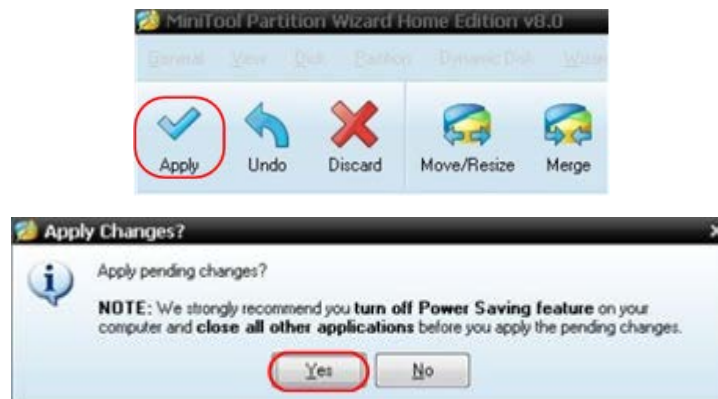 MiniTool Partition Wizard Home Edition v8.0
General View Disk Partition Dynamic Disk
Apply Undo Discard Move/Resize Merge
Apply Changes?
Apply pending changes?
NOTE: We strongly recommend you turn off Power Saving feature on your
computer and close all other applications before you apply the pending changes.
Yes No